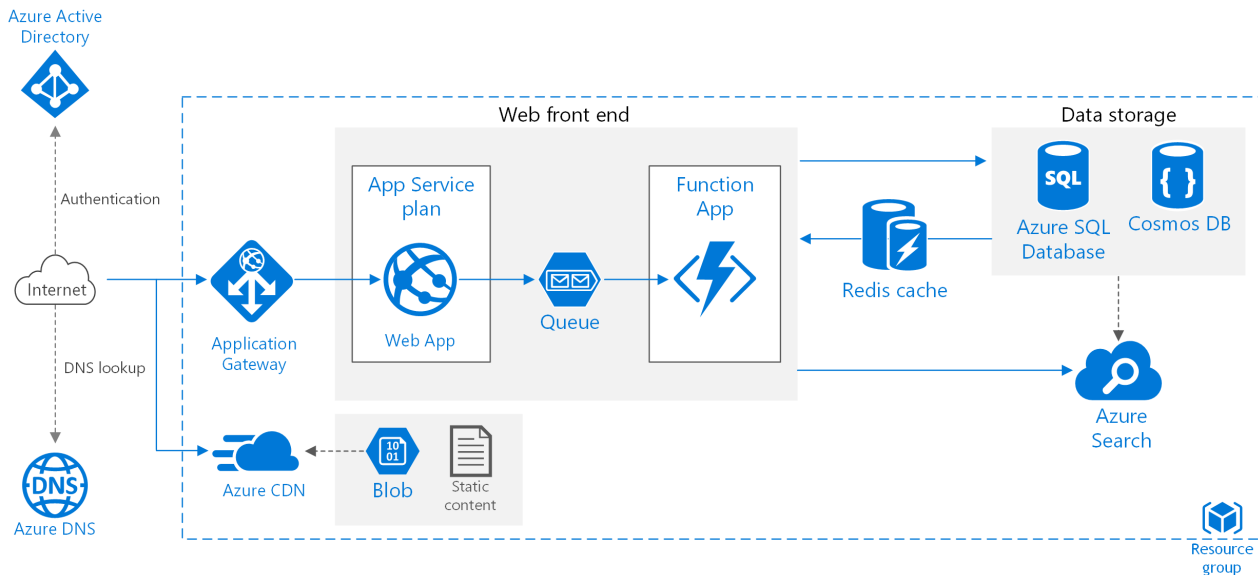 Azure Active
Directory
Web front end
Data storage
App Service
plan
Function
App
SQL
{ }
Authentication
Azure SQL
Database
Cosmos DB
Internet
Redis cache
Queue
Web App
Application
Gateway
DNS lookup
Azure
Search
10
01
DNS
Azure CDN
Blob
Static
content
Azure DNS
Resource
group